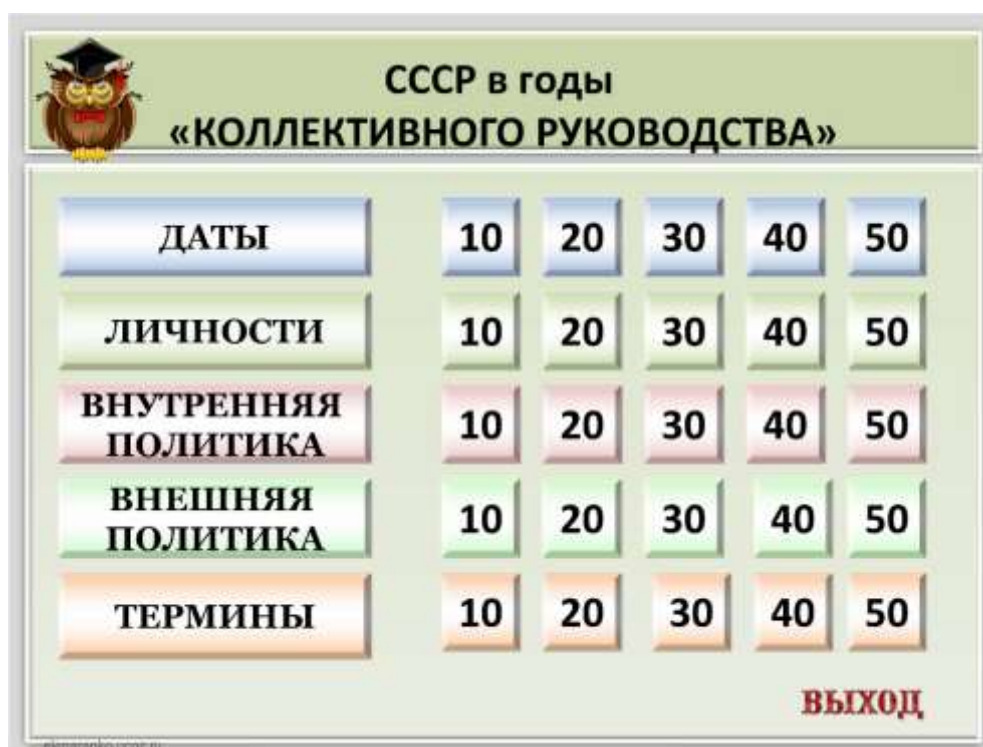 СССР в годы
«КОЛЛЕКТИВНОГО РУКОВОДСТВА»
ДАТЫ 10 20 30 40 50
ЛИЧНОСТИ 10 20 30 40 50
ВНУТРЕННЯЯ
ПОЛИТИКА 10 20 30 40 50
ВНЕШНЯЯ
ПОЛИТИКА 10 20 30 40 50
ТЕРМИНЫ 10 20 30 40 50
ВЫХОД